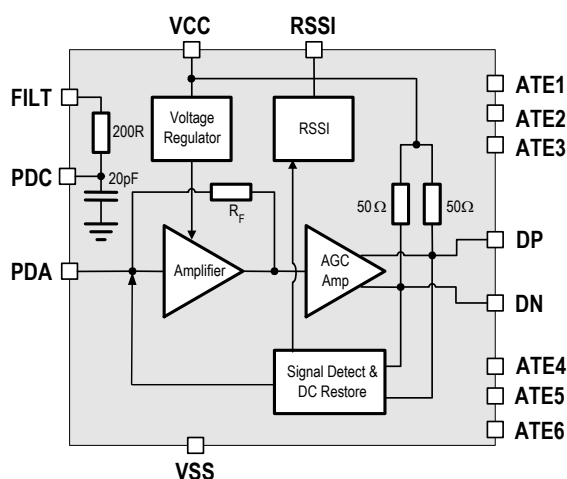 VCC
RSSI
FILT
200R
PDC
20pF
Voltage
Regulator
RSSI
ATE1
ATE2
ATE3
50Ω
50Ω
RF
PDA
Amplifier
AGC
Amp
DP
DN
Signal Detect &
DC Restore
ATE4
ATE5
ATE6
VSS